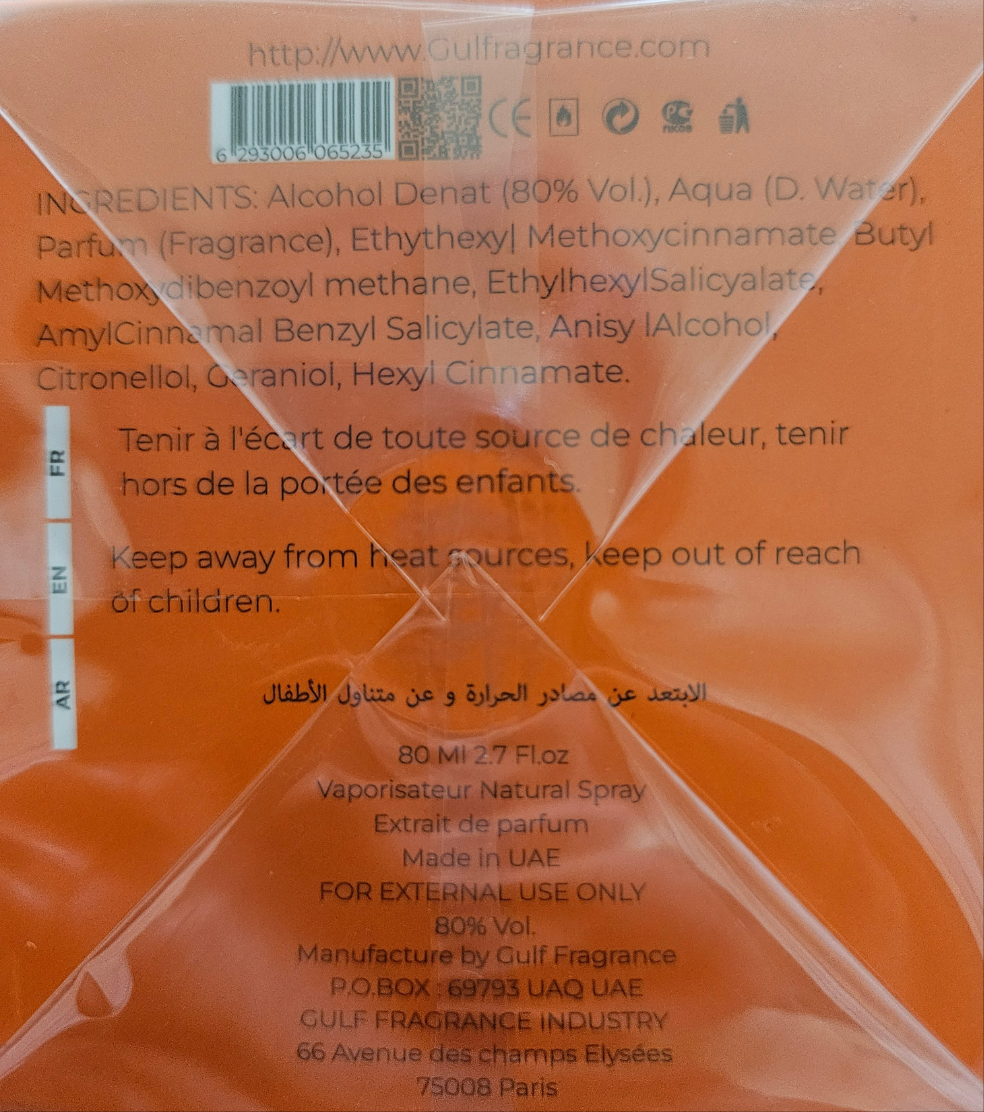 http://www.Gulfragrance.com
6 293006 065235
CE
INGREDIENTS: Alcohol Denat (80% Vol.), Aqua (D. Water),
Parfum (Fragrance), Ethythexy| Methoxycinnamate, Butyl
Methoxydibenzoyl methane, EthylhexylSalicyalate,
AmylCinnamal Benzyl Salicylate, Anisy lAlcohol,
Citronellol, Geraniol, Hexyl Cinnamate.
FR
Tenir à l'écart de toute source de chaleur, tenir
hors de la portée des enfants.
EN
Keep away from heat sources, keep out of reach
of children.
AR
الابتعد عن مصادر الحرارة و عن متناول الأطفال
80 Ml 2.7 Fl.oz
Vaporisateur Natural Spray
Extrait de parfum
Made in UAE
FOR EXTERNAL USE ONLY
80% Vol.
Manufacture by Gulf Fragrance
P.O.BOX : 69793 UAQ UAE
GULF FRAGRANCE INDUSTRY
66 Avenue des champs Elysées
75008 Paris